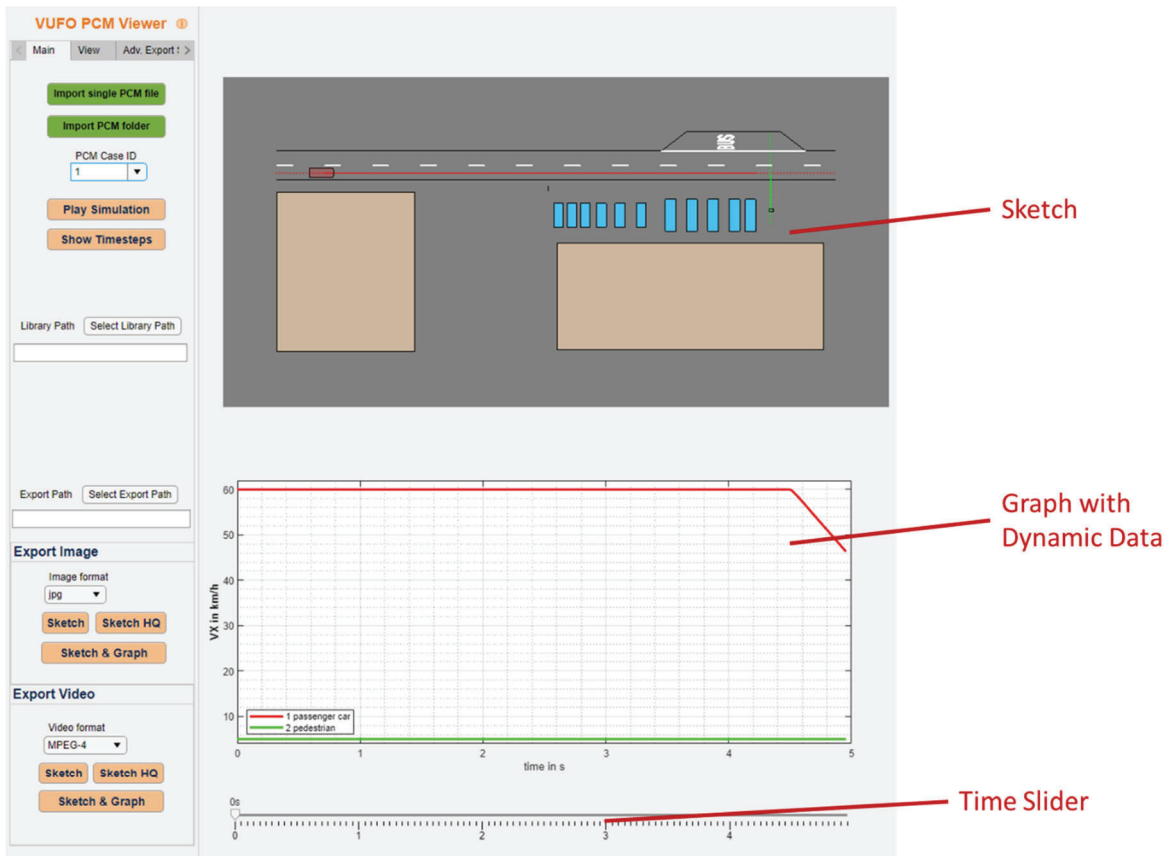 VUFO PCM Viewer
Main View Adv. Export S
Import single PCM file
Import PCM folder
PCM Case ID
1
Play Simulation
Show Timesteps
Library Path Select Library Path
Export Path Select Export Path
Export Image
Image format
jpg
Sketch Sketch HQ
Sketch & Graph
Export Video
Video format
MPEG-4
Sketch Sketch HQ
Sketch & Graph
BUS
Sketch
60
50
40
30
20
10
VX in km/h
1 passenger car
2 pedestrian
0 1 2 3 4 5
time in s
Graph with
Dynamic Data
0s
0 1 2 3 4
Time Slider